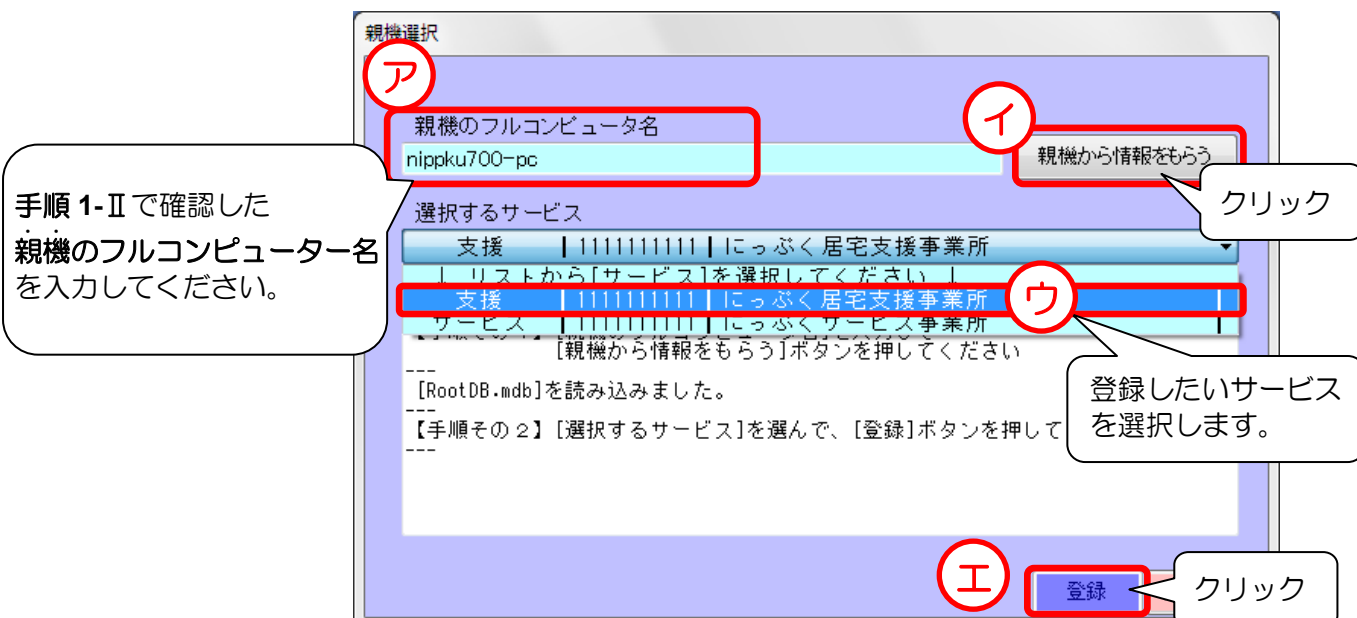 親機選択
ア
親機のフルコンピュータ名
イ
nippku700-pc
親機から情報をもらう
クリック
手順 1-Ⅱで確認した
親機のフルコンピューター名
を入力してください。
選択するサービス
支援 | 1111111111 | にっぷく居宅支援事業所
↓ リストから[サービス]を選択してください ↓
支援 | 1111111111 | にっぷく居宅支援事業所
ウ
サービス | 1111111111 | にっぷくサービス事業所
[親機から情報をもらう]ボタンを押してください
---
[RootDB.mdb]を読み込みました。
---
【手順その2】[選択するサービス]を選んで、[登録]ボタンを押して
---
登録したいサービス
を選択します。
エ
登録
クリック